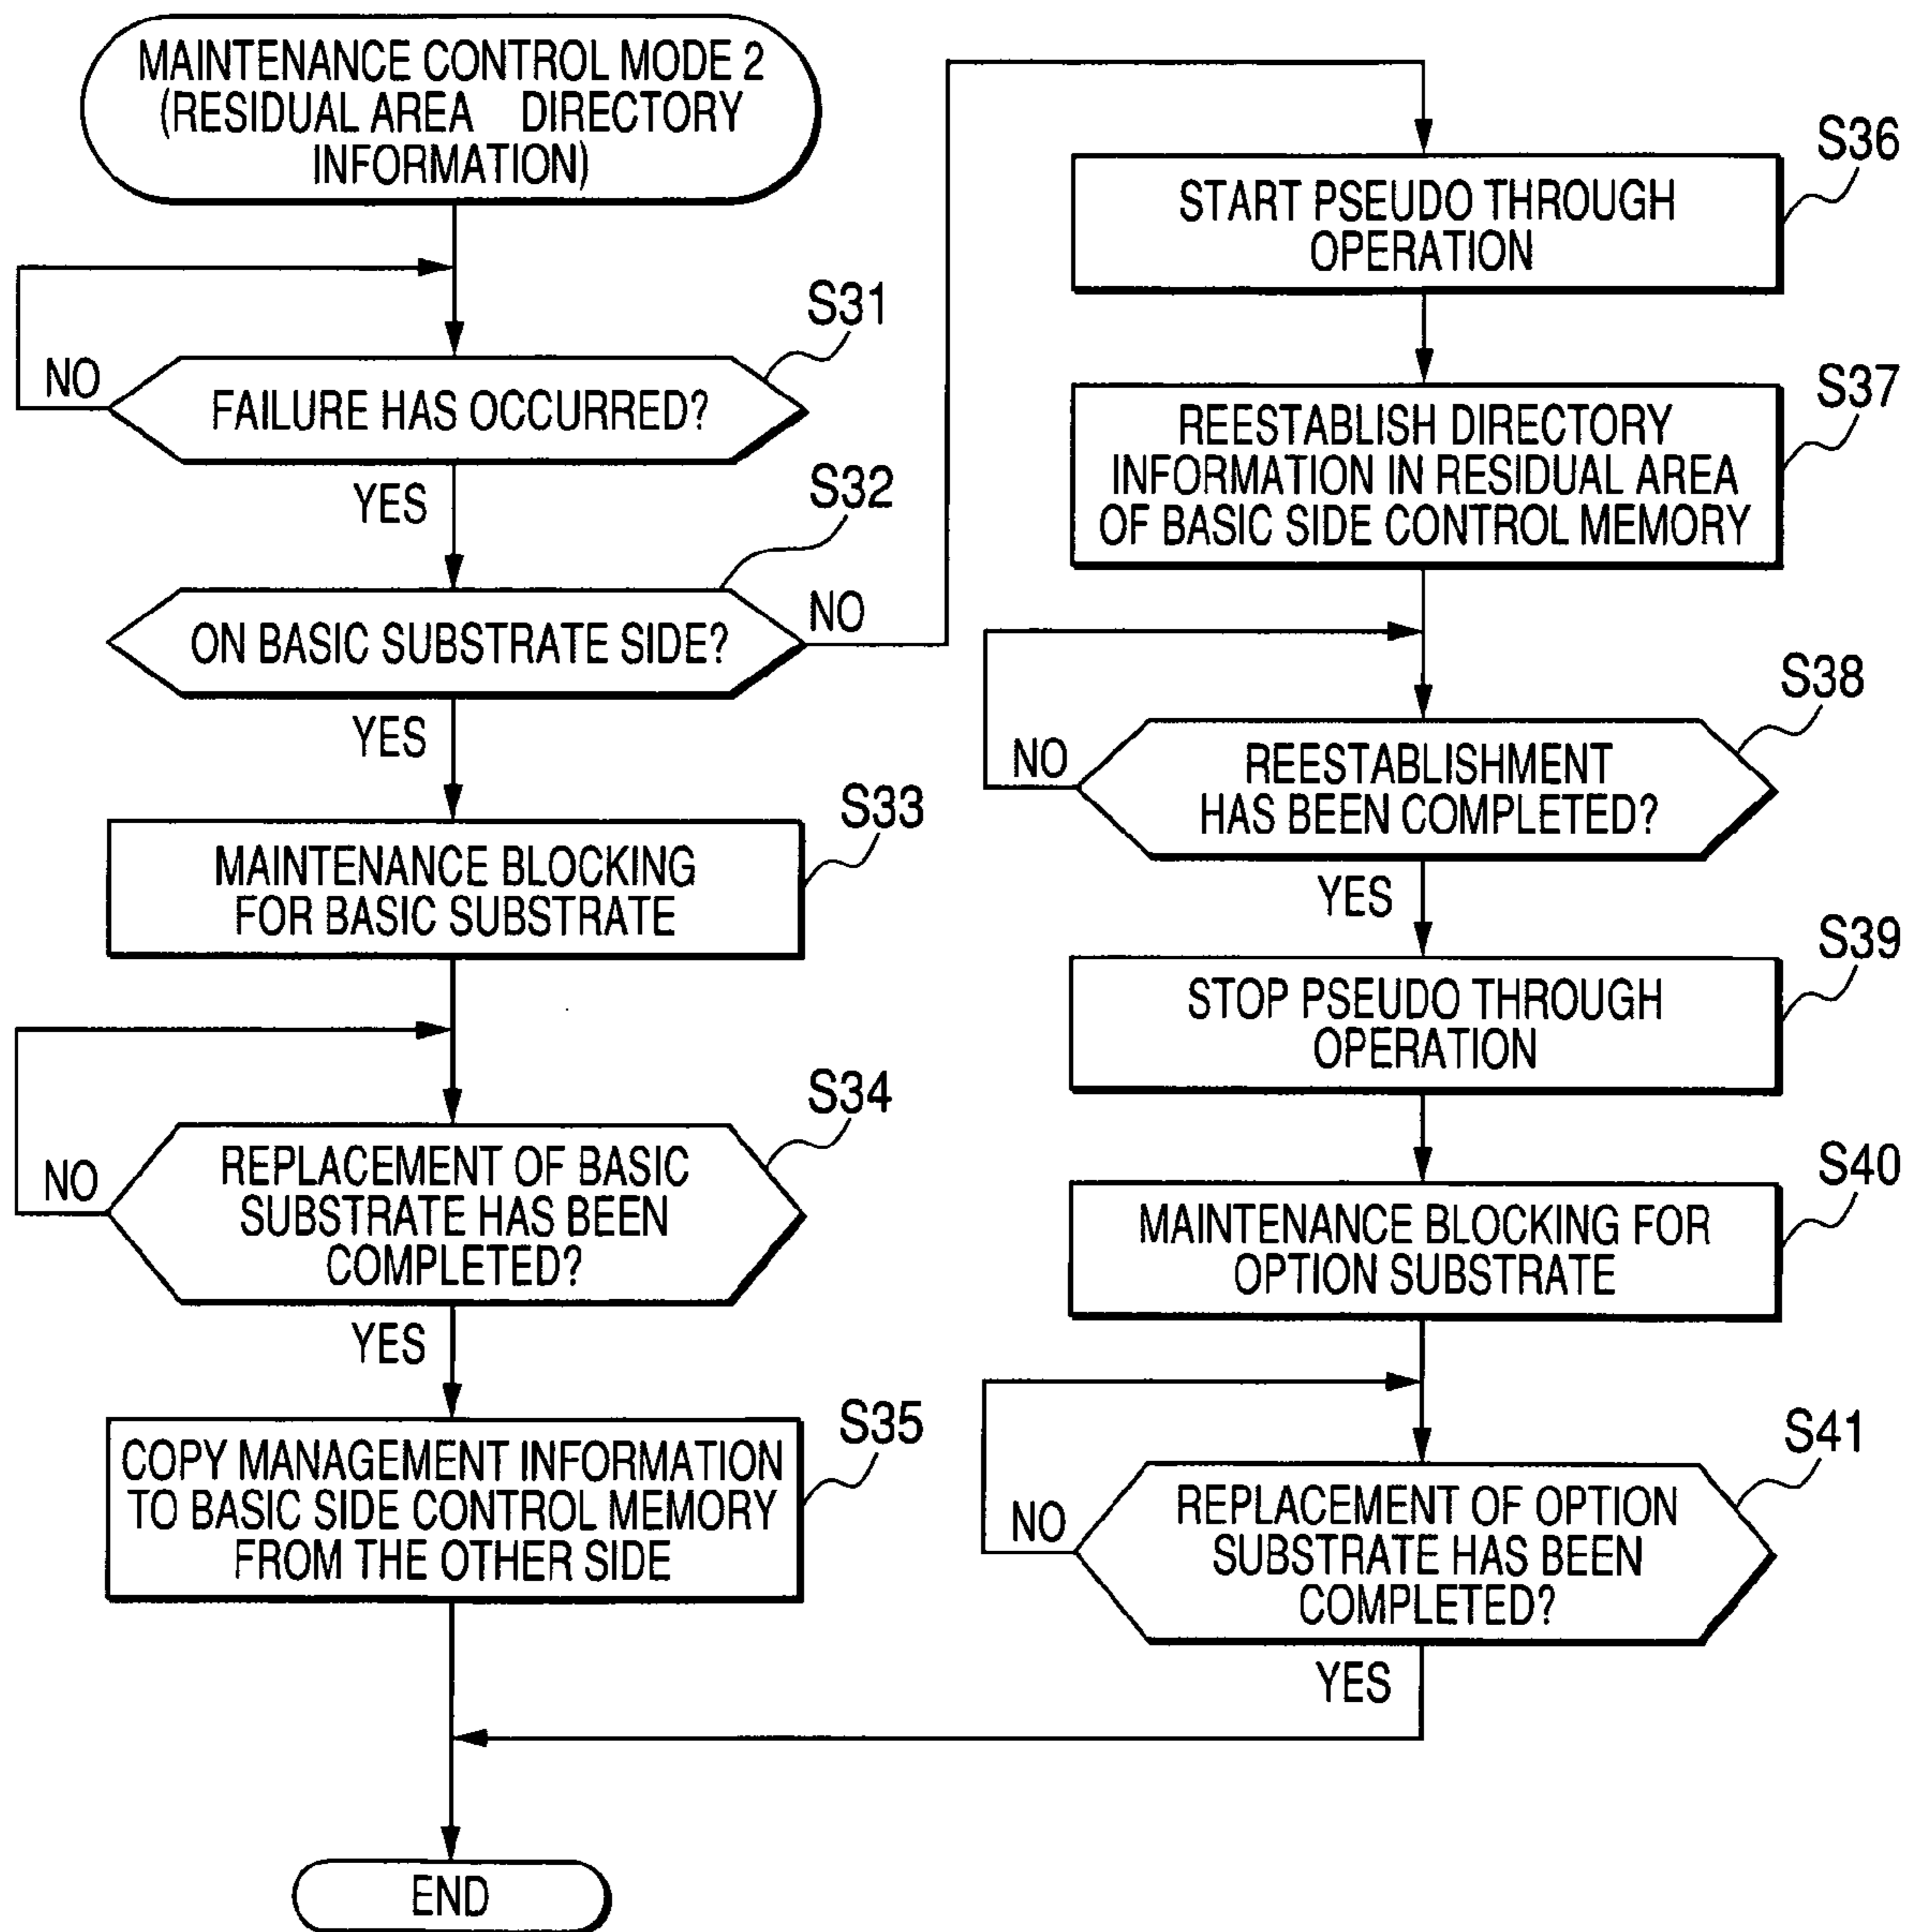 MAINTENANCE CONTROL MODE 2
(RESIDUAL AREA DIRECTORY
INFORMATION)
S31
NO
FAILURE HAS OCCURRED?
YES
S32
ON BASIC SUBSTRATE SIDE?
NO
YES
S33
MAINTENANCE BLOCKING
FOR BASIC SUBSTRATE
S34
NO
REPLACEMENT OF BASIC
SUBSTRATE HAS BEEN
COMPLETED?
YES
S35
COPY MANAGEMENT INFORMATION
TO BASIC SIDE CONTROL MEMORY
FROM THE OTHER SIDE
S36
START PSEUDO THROUGH
OPERATION
S37
REESTABLISH DIRECTORY
INFORMATION IN RESIDUAL AREA
OF BASIC SIDE CONTROL MEMORY
S38
NO
REESTABLISHMENT
HAS BEEN COMPLETED?
YES
S39
STOP PSEUDO THROUGH
OPERATION
S40
MAINTENANCE BLOCKING FOR
OPTION SUBSTRATE
S41
NO
REPLACEMENT OF OPTION
SUBSTRATE HAS BEEN
COMPLETED?
YES
END